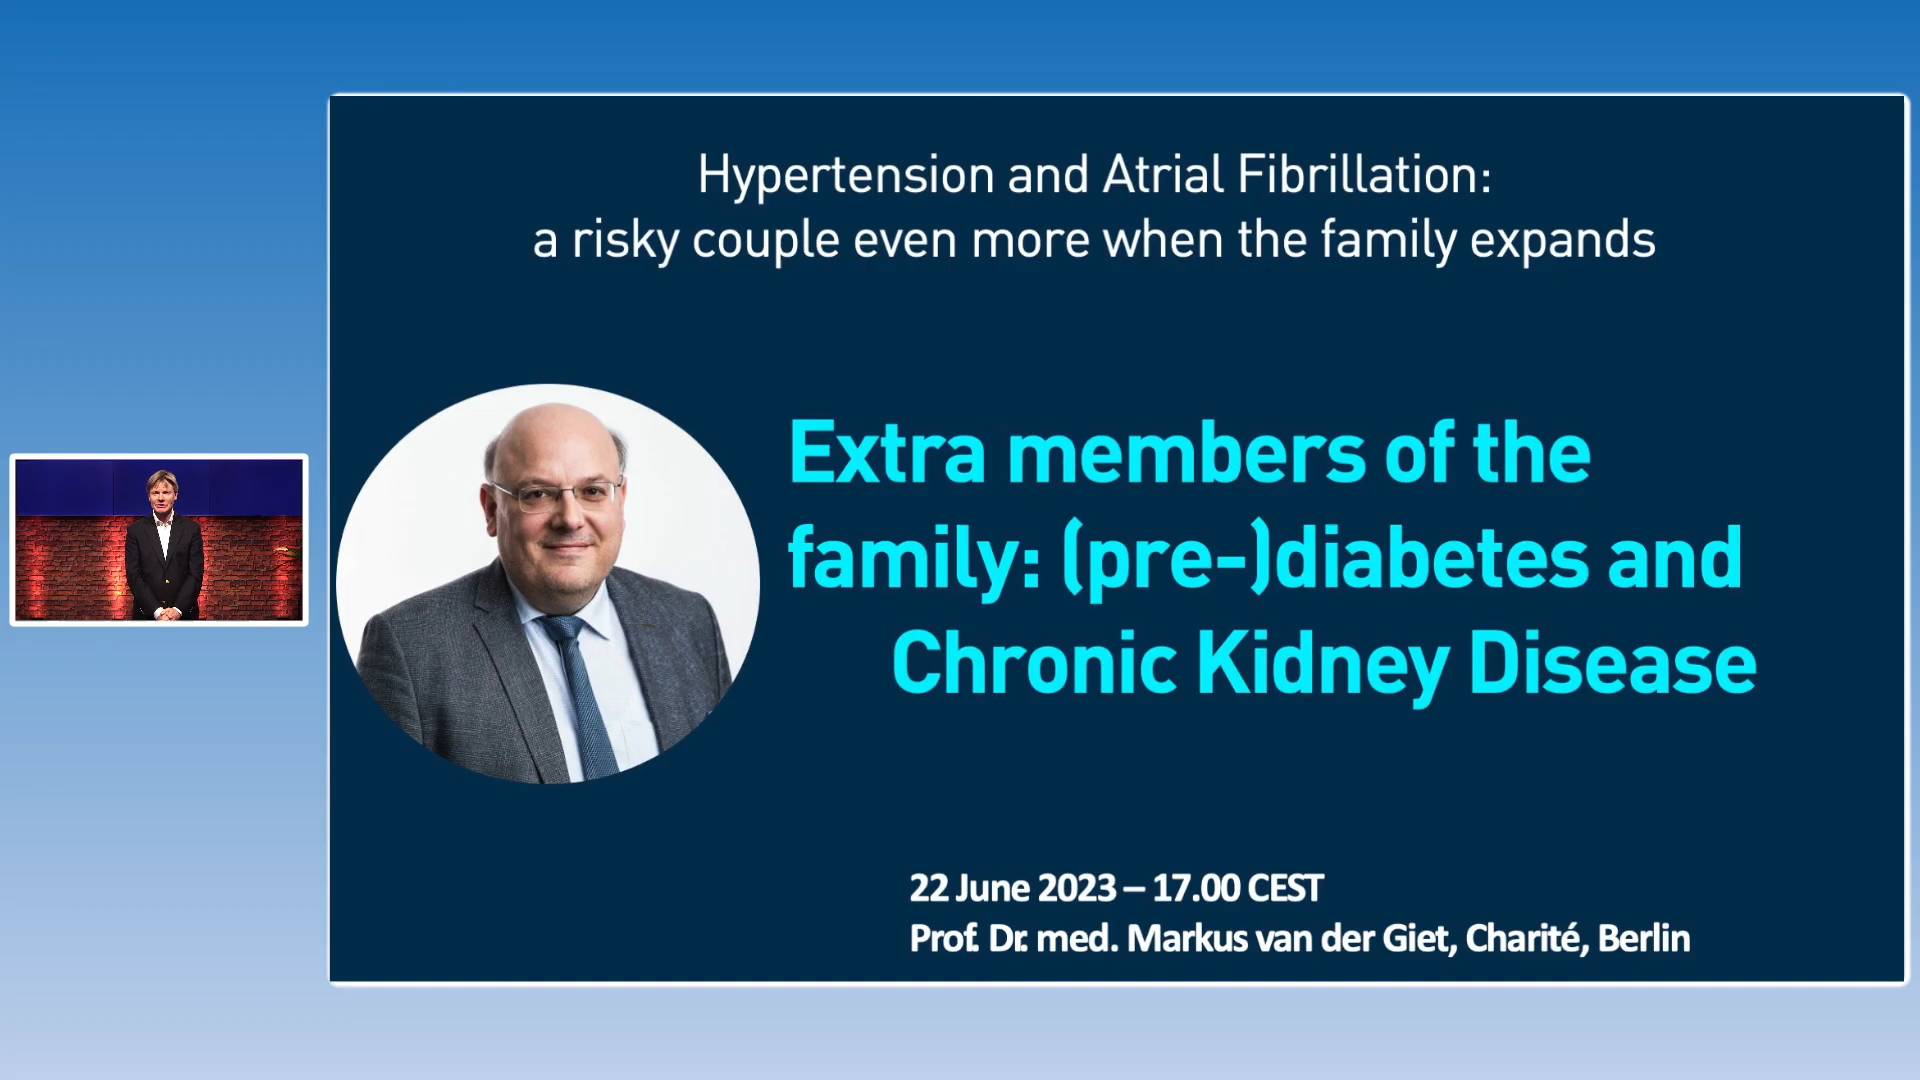 Hypertension and Atrial Fibrillation:
a risky couple even more when the family expands
Extra members of the
family: (pre-)diabetes and
Chronic Kidney Disease
22 June 2023 – 17.00 CEST
Prof. Dr. med. Markus van der Giet, Charité, Berlin